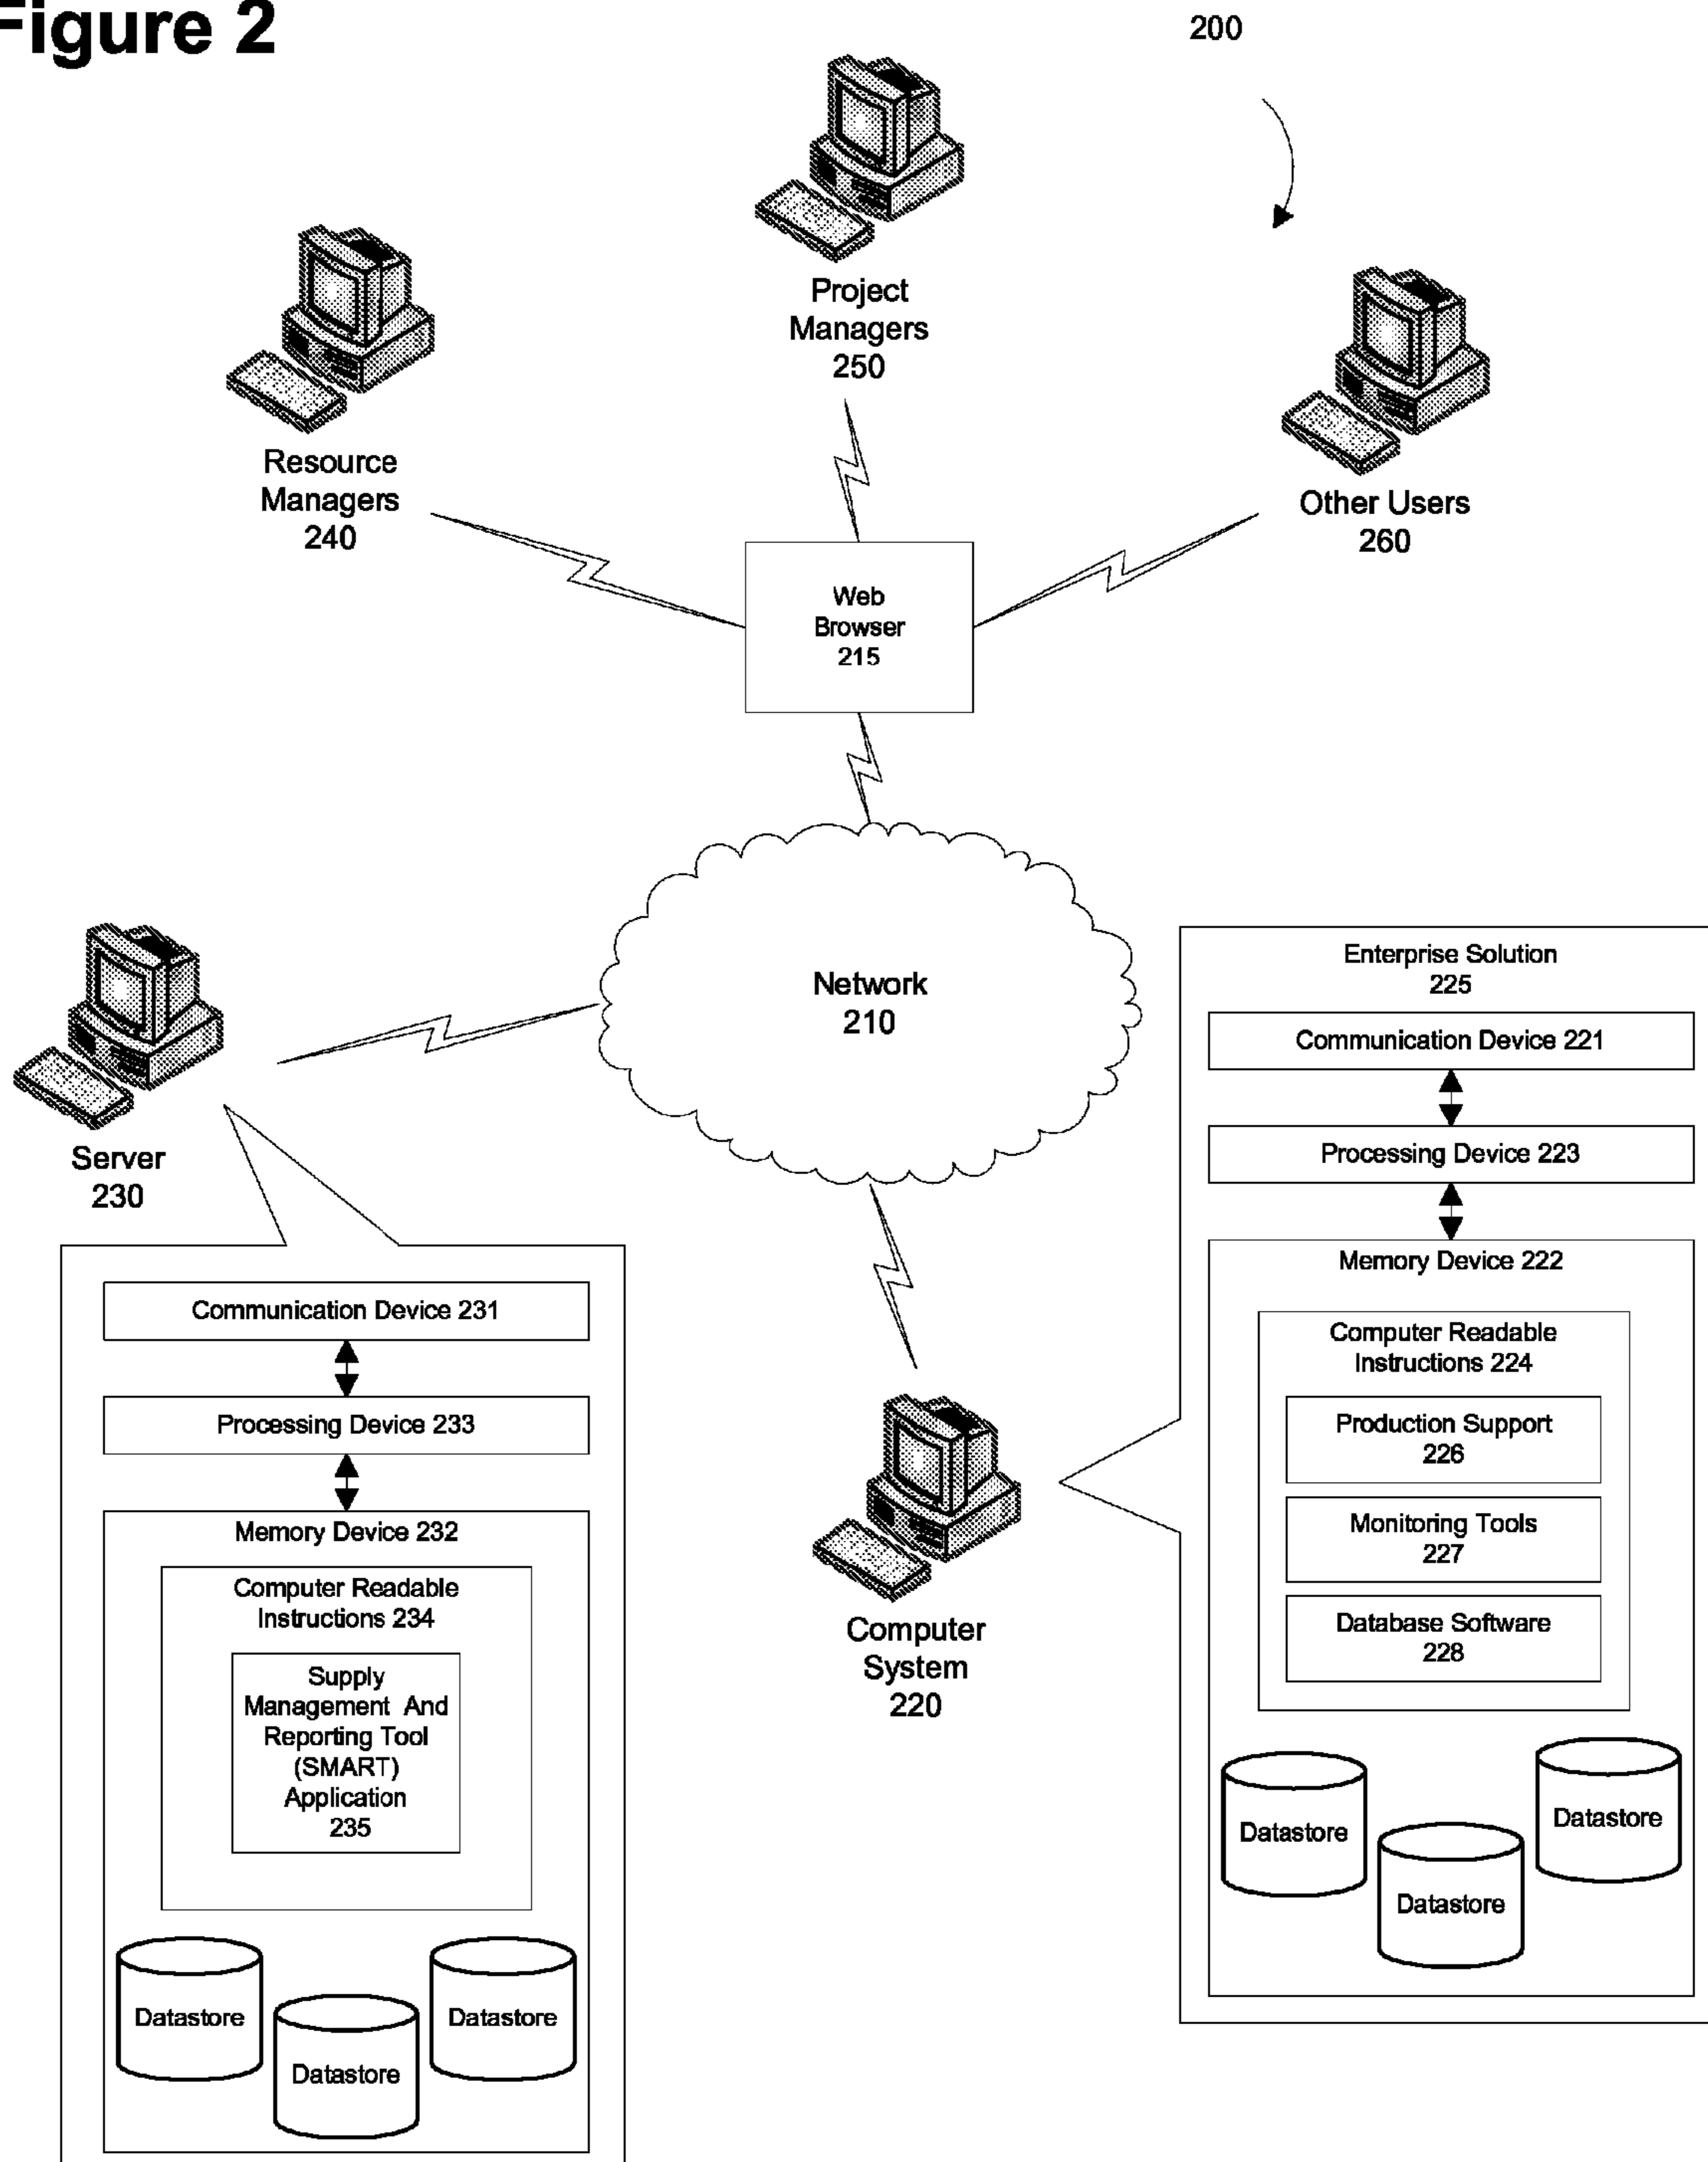 Figure 2
200
Project
Managers
250
Resource
Managers
240
Other Users
260
Web
Browser
215
Network
210
Server
230
Communication Device 231
Processing Device 233
Memory Device 232
Computer Readable
Instructions 234
Supply
Management And
Reporting Tool
(SMART)
Application
235
Datastore
Datastore
Datastore
Computer
System
220
Enterprise Solution
225
Communication Device 221
Processing Device 223
Memory Device 222
Computer Readable
Instructions 224
Production Support
226
Monitoring Tools
227
Database Software
228
Datastore
Datastore
Datastore